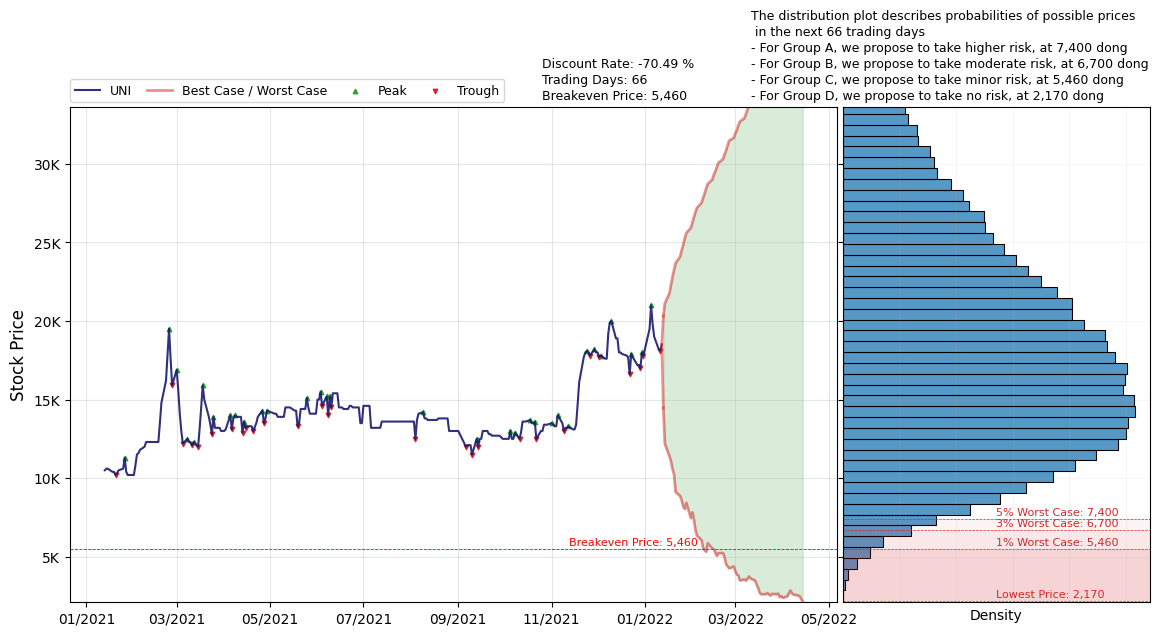 The distribution plot describes probabilities of possible prices
in the next 66 trading days
- For Group A, we propose to take higher risk, at 7,400 dong
- For Group B, we propose to take moderate risk, at 6,700 dong
- For Group C, we propose to take minor risk, at 5,460 dong
- For Group D, we propose to take no risk, at 2,170 dong
Discount Rate: -70.49 %
Trading Days: 66
Breakeven Price: 5,460
UNI
Best Case / Worst Case
Peak
Trough
Stock Price
30K
25K
20K
15K
10K
5K
Breakeven Price: 5,460
5% Worst Case: 7,400
3% Worst Case: 6,700
1% Worst Case: 5,460
Lowest Price: 2,170
01/2021
03/2021
05/2021
07/2021
09/2021
11/2021
01/2022
03/2022
05/2022
Density